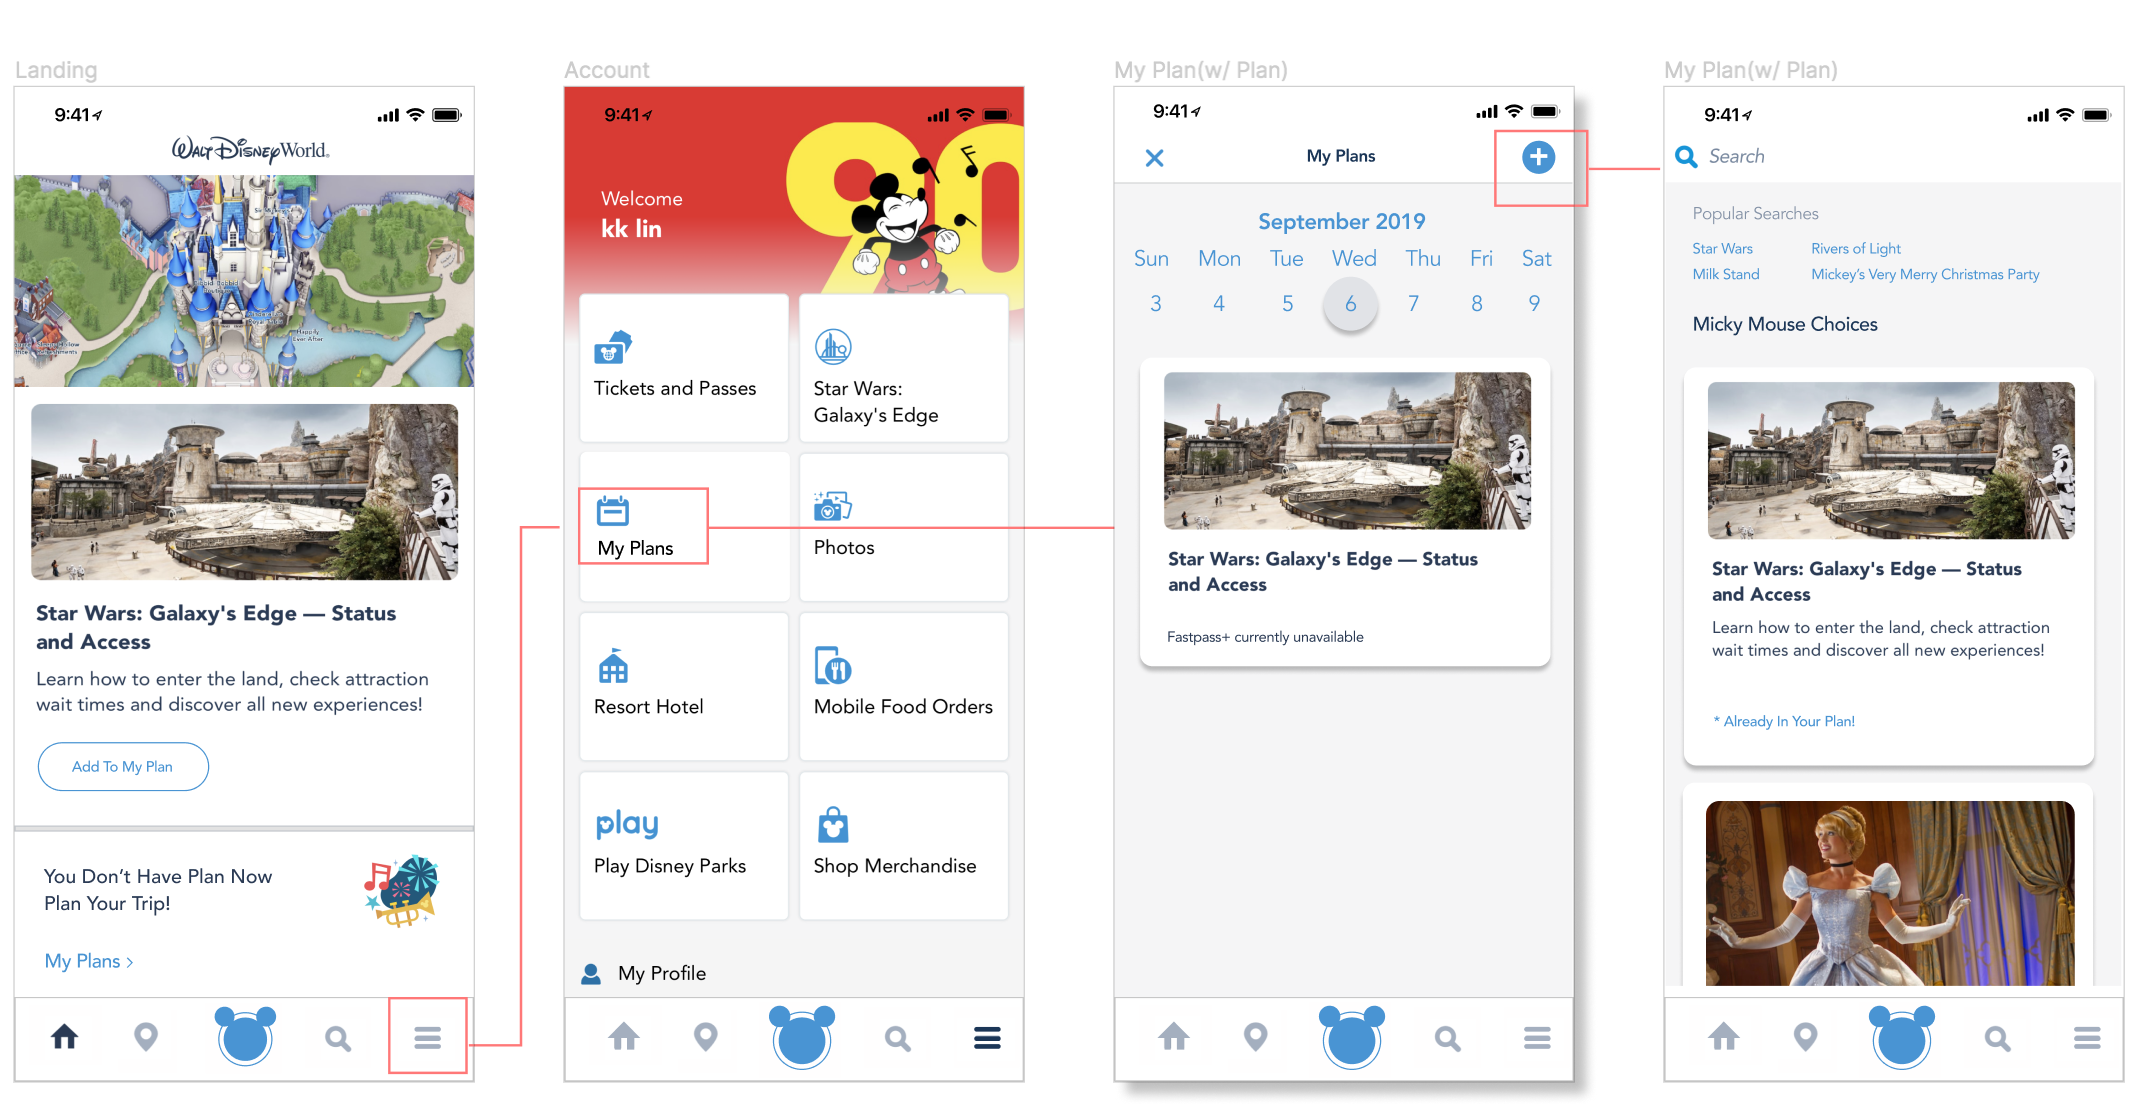 Landing
9:41
WALT DISNEY World.
Happily
Ever After
Star Wars: Galaxy's Edge — Status
and Access
Learn how to enter the land, check attraction
wait times and discover all new experiences!
Add To My Plan
You Don't Have Plan Now
Plan Your Trip!
My Plans >
Account
9:41
90
Welcome
kk lin
Tickets and Passes
Star Wars:
Galaxy's Edge
My Plans
Photos
Resort Hotel
Mobile Food Orders
play
Play Disney Parks
Shop Merchandise
My Profile
My Plan(w/ Plan)
9:41
My Plans
September 2019
Sun Mon Tue Wed Thu Fri Sat
3 4 5 6 7 8 9
Star Wars: Galaxy's Edge — Status
and Access
Fastpass+ currently unavailable
My Plan(w/ Plan)
9:41
Search
Popular Searches
Star Wars Rivers of Light
Milk Stand Mickey's Very Merry Christmas Party
Micky Mouse Choices
Star Wars: Galaxy's Edge — Status
and Access
Learn how to enter the land, check attraction
wait times and discover all new experiences!
* Already In Your Plan!